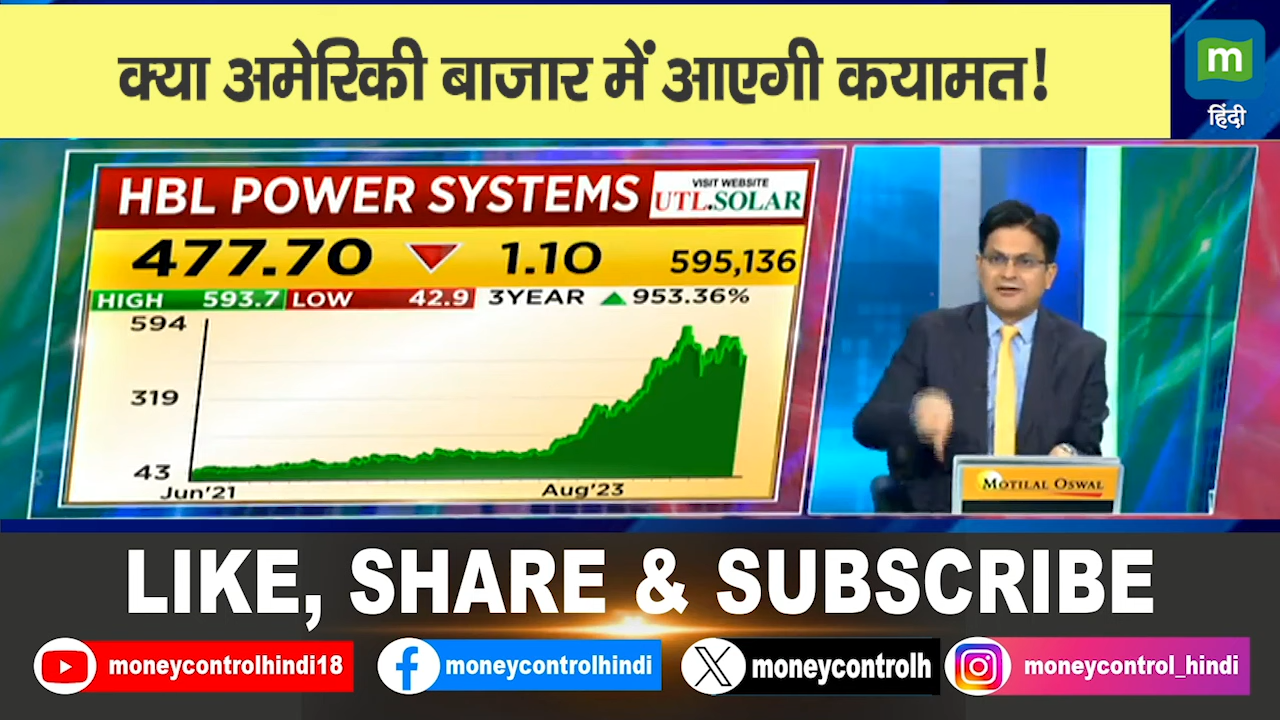 क्या अमेरिकी बाजार में आएगी कयामत!
m
हिंदी
HBL POWER SYSTEMS
VISIT WEBSITE
UTL.SOLAR
477.70 1.10 595,136
HIGH 593.7 LOW 42.9 3YEAR 953.36%
594
319
43
Jun'21 Aug'23
MOTILAL OSWAL
LIKE, SHARE & SUBSCRIBE
moneycontrolhindi18 moneycontrolhindi moneycontrolh moneycontrol_hindi